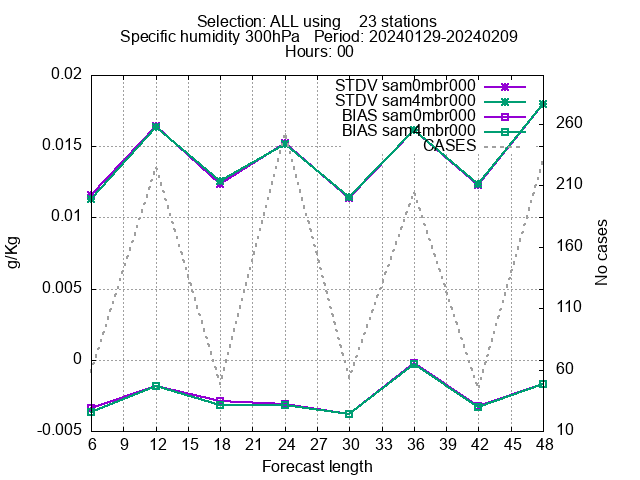 Selection: ALL using    23 stations
Specific humidity 300hPa   Period: 20240129-20240209
Hours: 00
STDV sam0mbr000
STDV sam4mbr000
BIAS sam0mbr000
BIAS sam4mbr000
CASES
0.02
0.015
0.01
0.005
0
-0.005
g/Kg
260
210
160
110
60
10
No cases
6 9 12 15 18 21 24 27 30 33 36 39 42 45 48
Forecast length